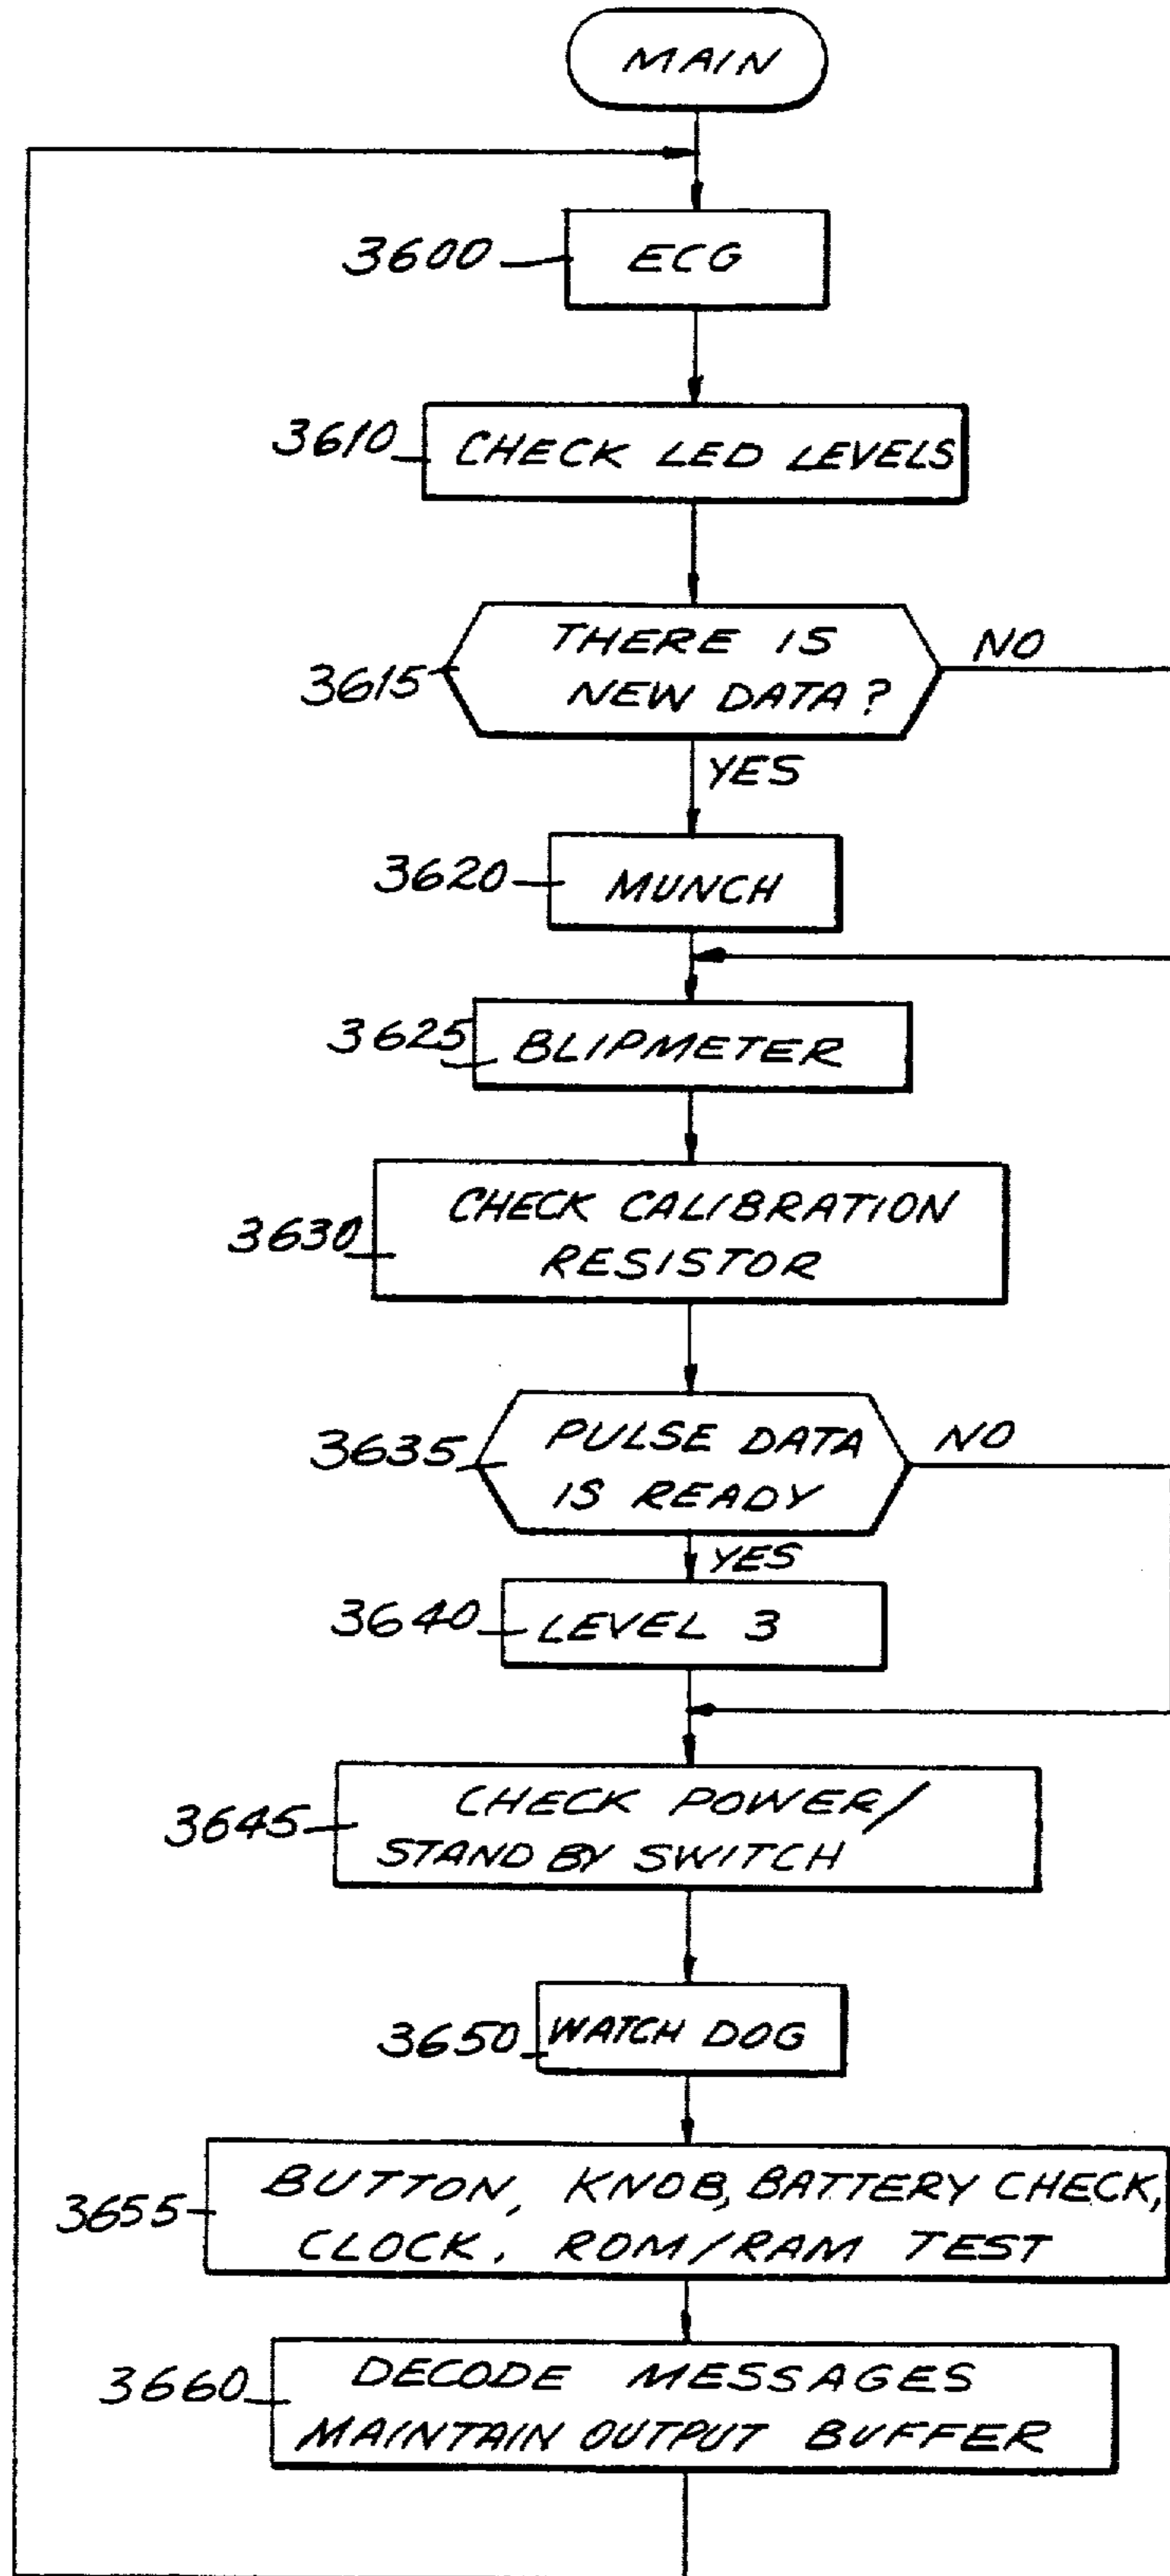 MAIN
3600
ECG
3610
CHECK LED LEVELS
3615
THERE IS
NEW DATA?
NO
YES
3620
MUNCH
3625
BLIPMETER
3630
CHECK CALIBRATION
RESISTOR
3635
PULSE DATA
IS READY
NO
YES
3640
LEVEL 3
3645
CHECK POWER/
STAND BY SWITCH
3650
WATCH DOG
3655
BUTTON, KNOB, BATTERY CHECK,
CLOCK, ROM/RAM TEST
3660
DECODE MESSAGES
MAINTAIN OUTPUT BUFFER